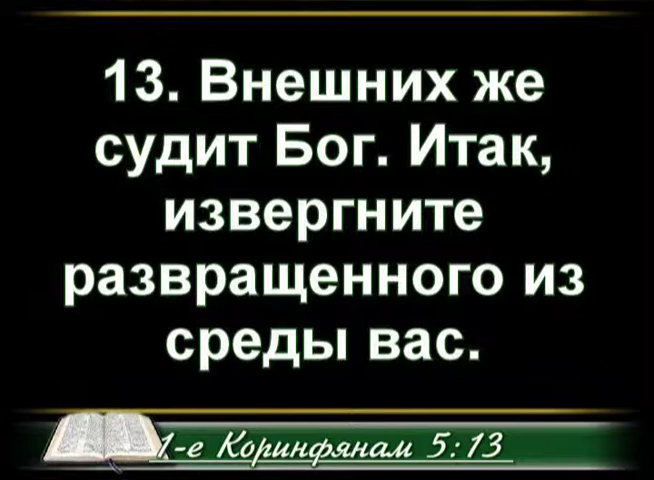 13. Внешних же
судит Бог. Итак,
извергните
развращенного из
среды вас.
1-е Коринфянам 5:13